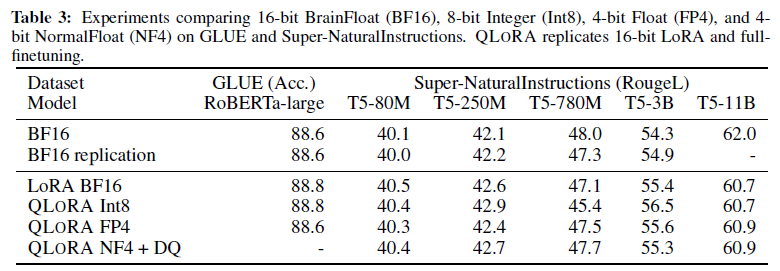 Table 3: Experiments comparing 16-bit BrainFloat (BF16), 8-bit Integer (Int8), 4-bit Float (FP4), and 4-
bit NormalFloat (NF4) on GLUE and Super-NaturalInstructions. QLORA replicates 16-bit LoRA and full-
finetuning.
Dataset GLUE (Acc.) Super-NaturalInstructions (RougeL)
Model RoBERTa-large T5-80M T5-250M T5-780M T5-3B T5-11B
BF16 88.6 40.1 42.1 48.0 54.3 62.0
BF16 replication 88.6 40.0 42.2 47.3 54.9 -
LoRA BF16 88.8 40.5 42.6 47.1 55.4 60.7
QLORA Int8 88.8 40.4 42.9 45.4 56.5 60.7
QLORA FP4 88.6 40.3 42.4 47.5 55.6 60.9
QLORA NF4 + DQ - 40.4 42.7 47.7 55.3 60.9